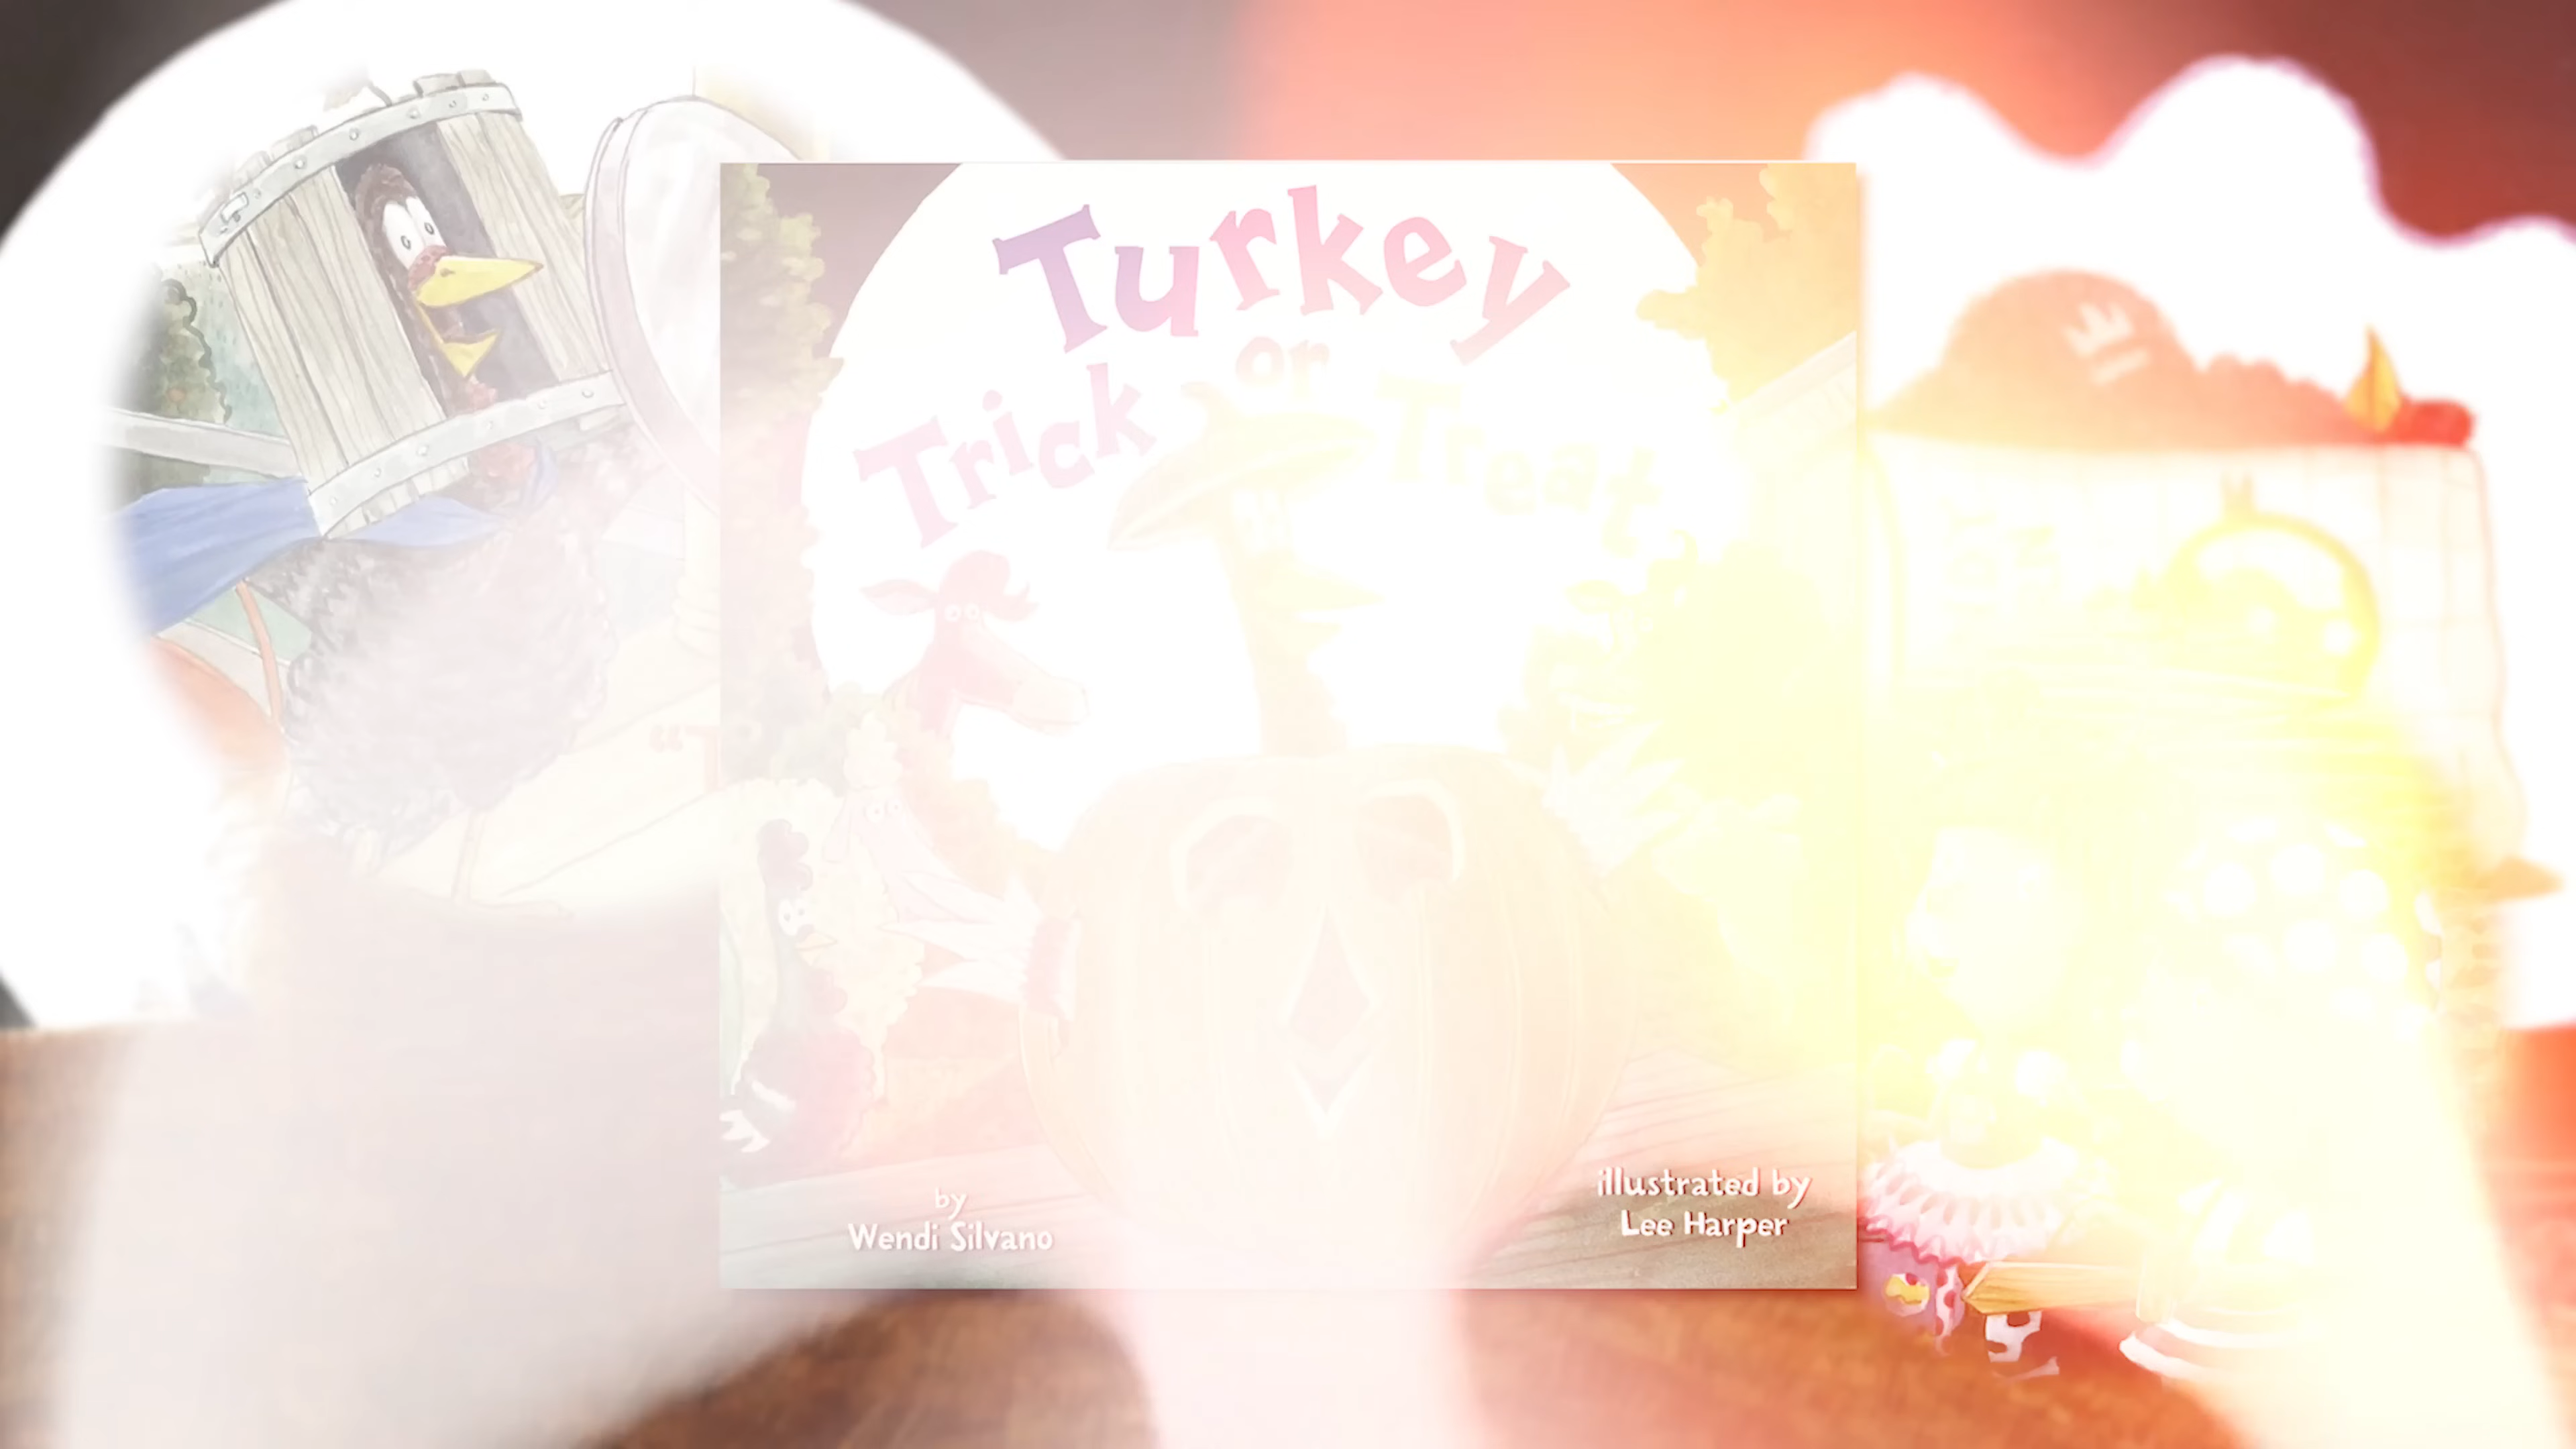 Turkey
or
Trick Treat
by
Wendi Silvano
illustrated by
Lee Harper